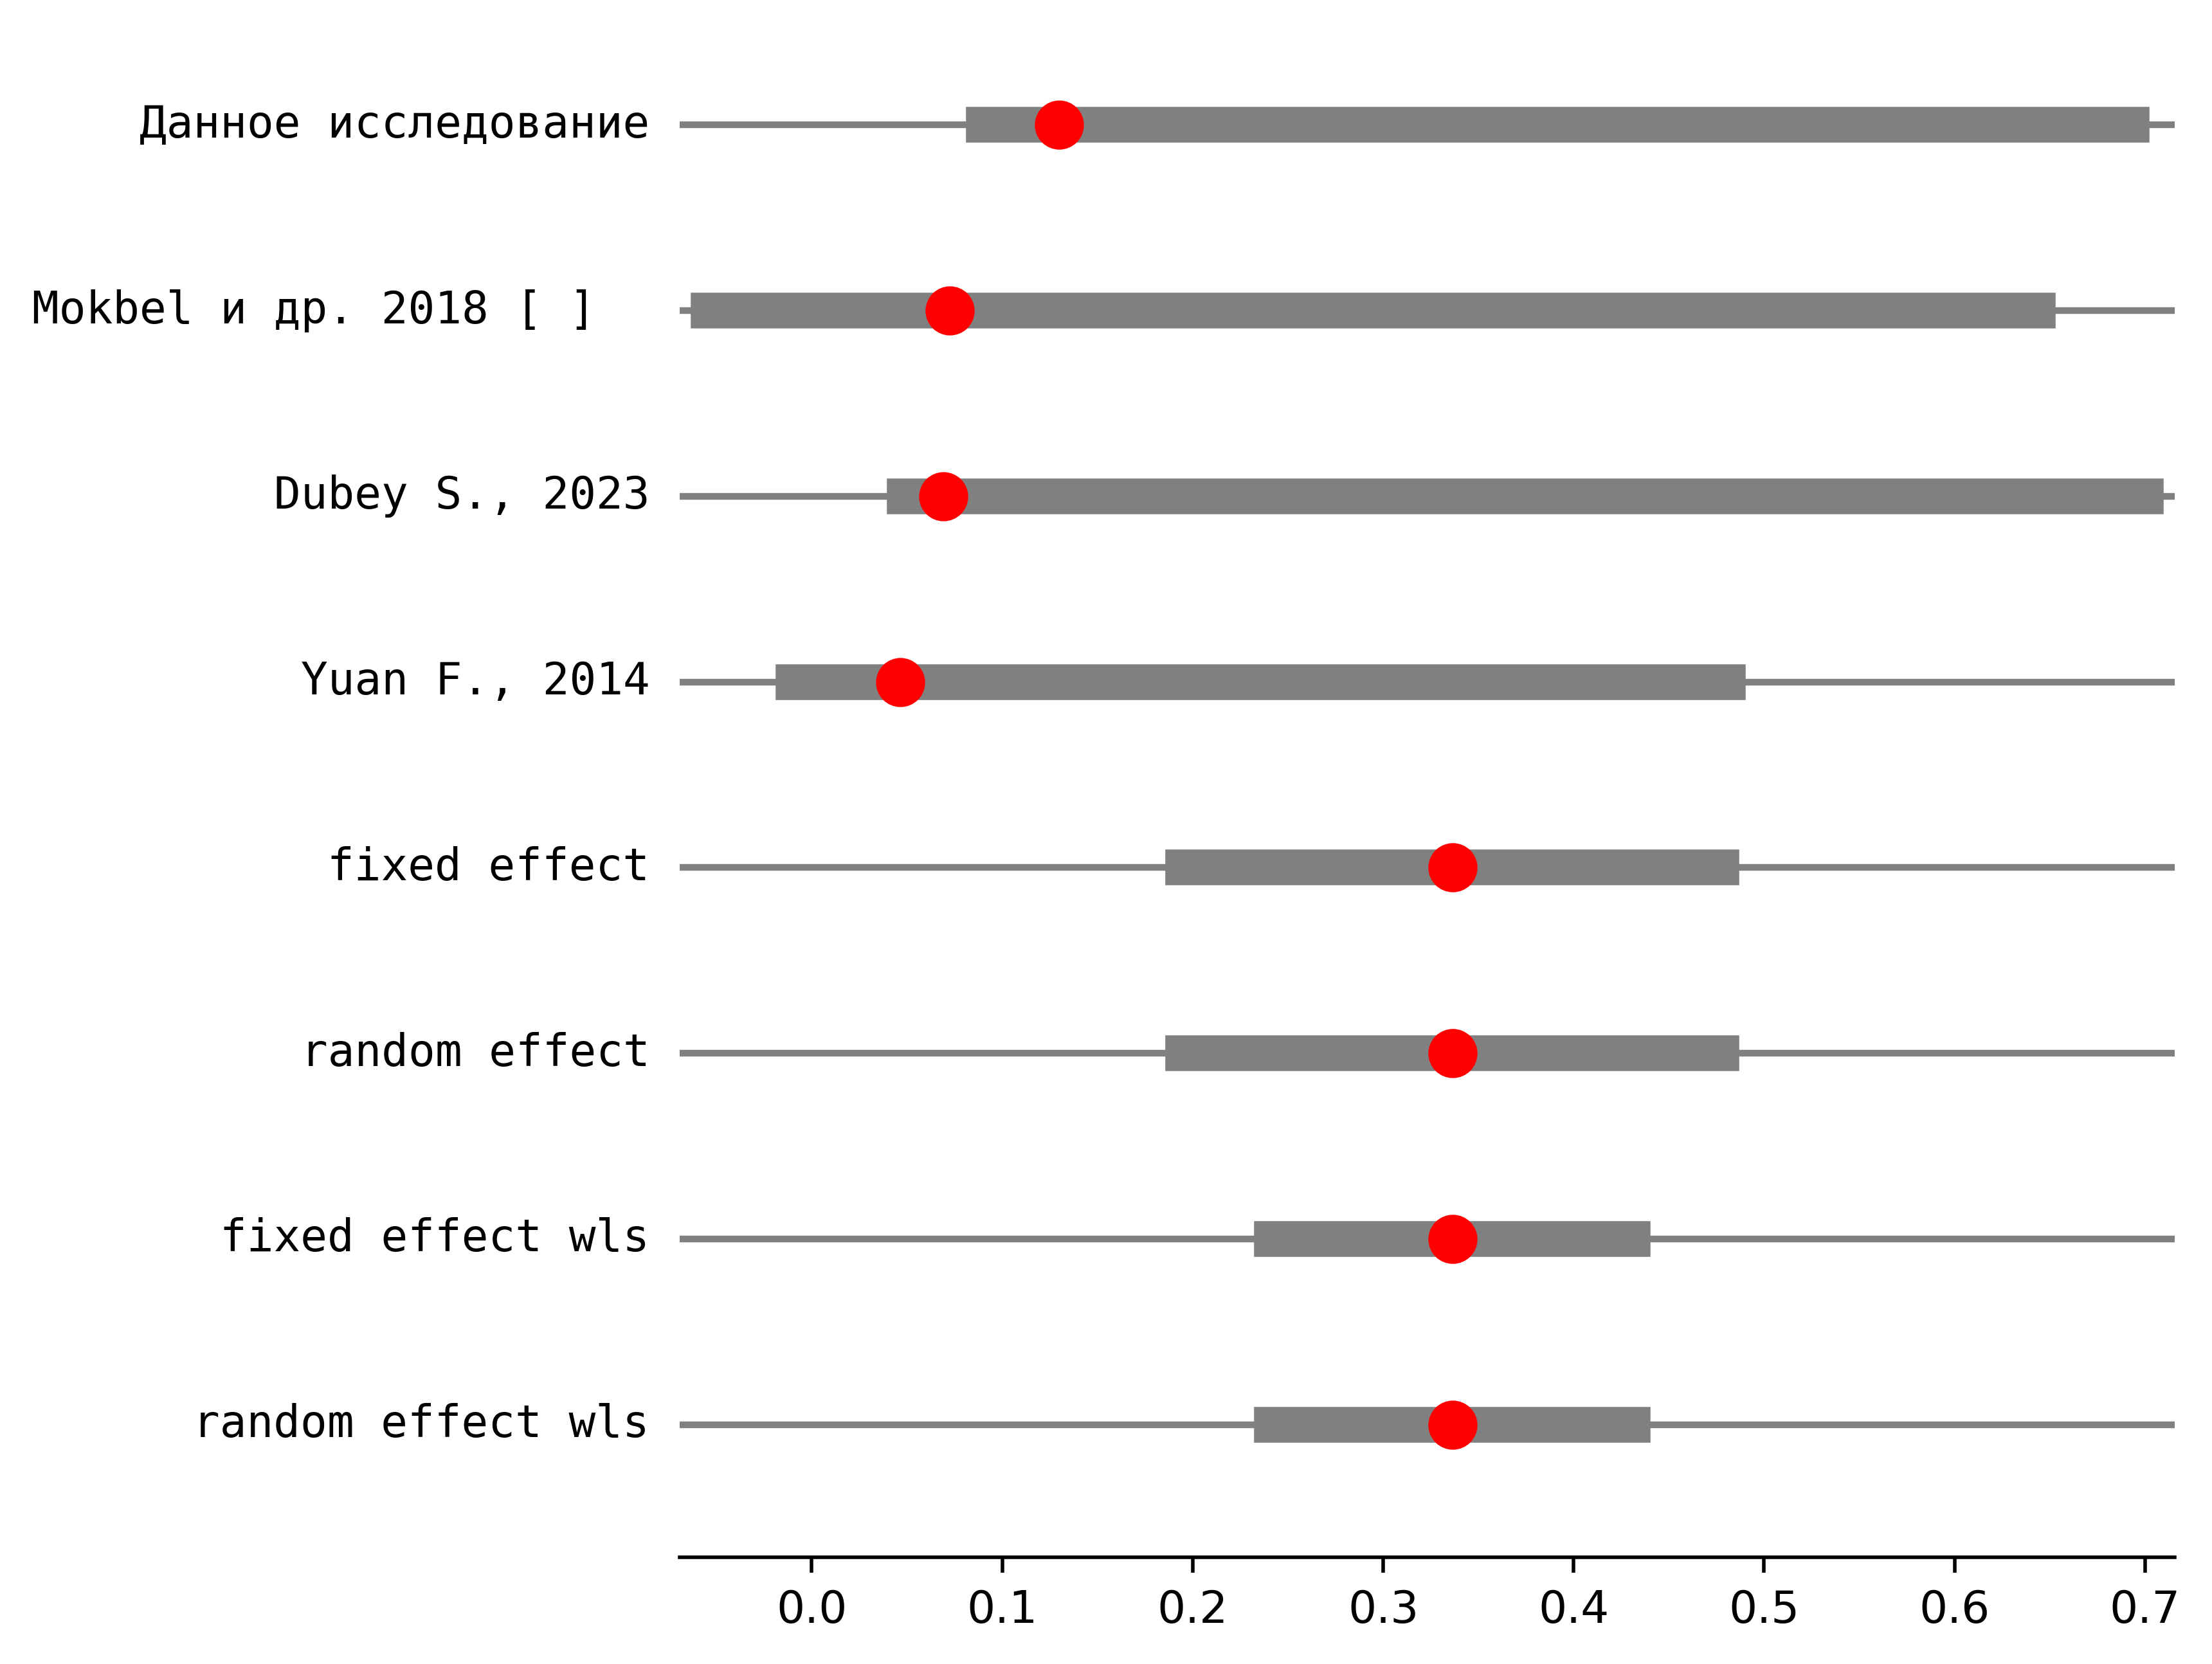 Данное исследование
Mokbel и др. 2018 [ ]
Dubey S., 2023
Yuan F., 2014
fixed effect
random effect
fixed effect wls
random effect wls
0.0 0.1 0.2 0.3 0.4 0.5 0.6 0.7